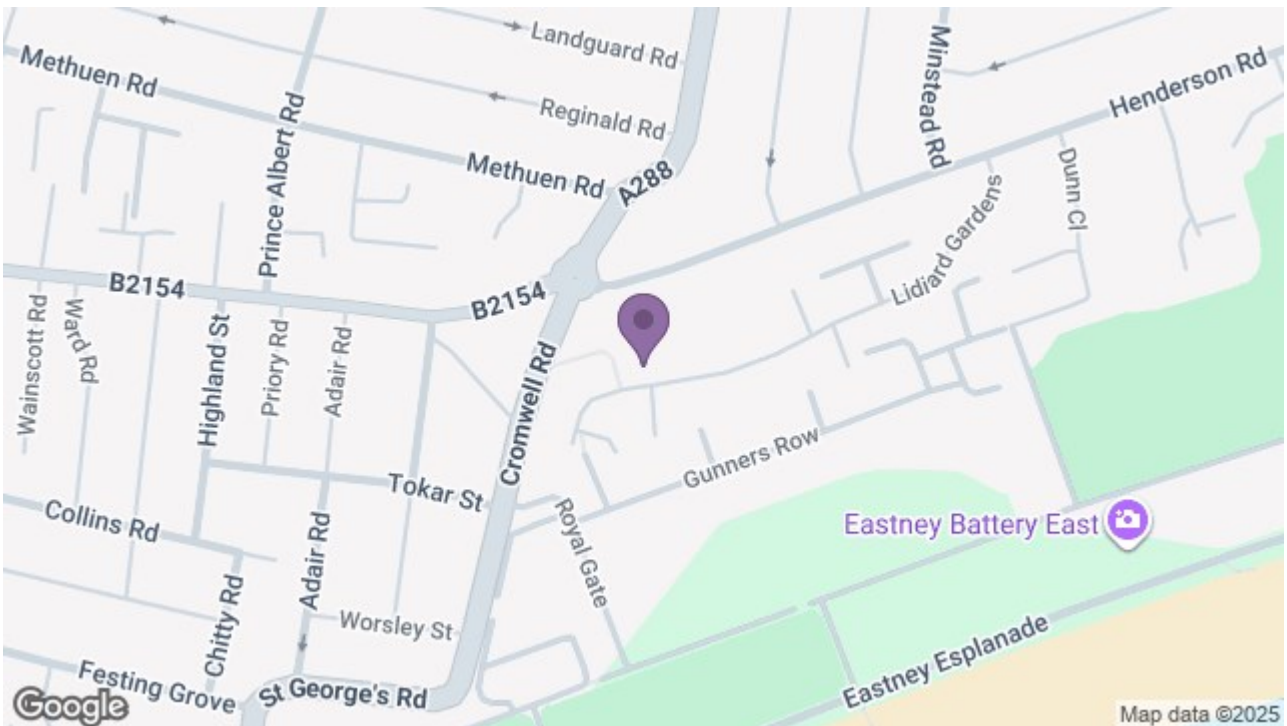 Landguard Rd
Methuen Rd
Minstead Rd
Henderson Rd
Reginald Rd
Prince Albert Rd
Methuen Rd
A288
Dunn Cl
Lidiard Gardens
B2154
B2154
Wainscott Rd
Ward Rd
Highland St
Priory Rd
Adair Rd
Cromwell Rd
Gunners Row
Tokar St
Collins Rd
Royal Gate
Eastney Battery East
Adair Rd
Chitty Rd
Worsley St
Eastney Esplanade
Festing Grove
St George's Rd
Google
Map data ©2025